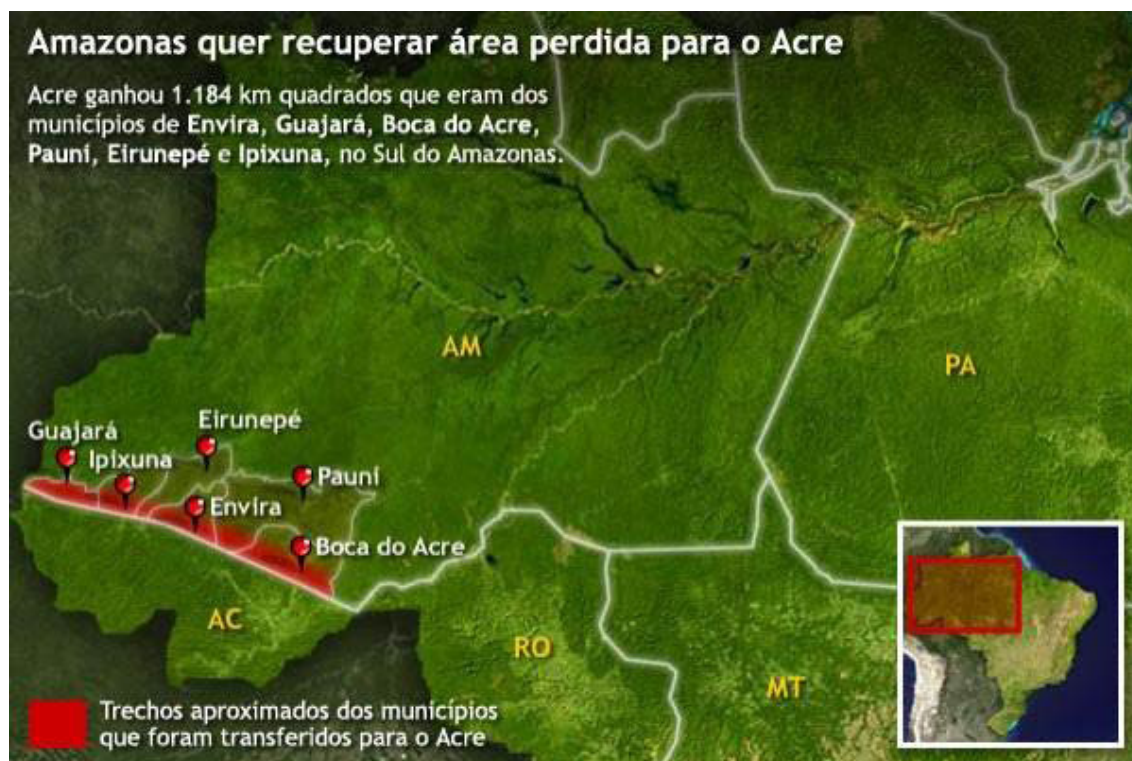 Amazonas quer recuperar área perdida para o Acre
Acre ganhou 1.184 km quadrados que eram dos
municípios de Envira, Guajará, Boca do Acre,
Pauni, Eirunepé e Ipixuna, no Sul do Amazonas.
AM
PA
Eirunepé
Guajará
Ipixuna
Pauni
Envira
Boca do Acre
AC
RO
MT
Trechos aproximados dos municípios
que foram transferidos para o Acre